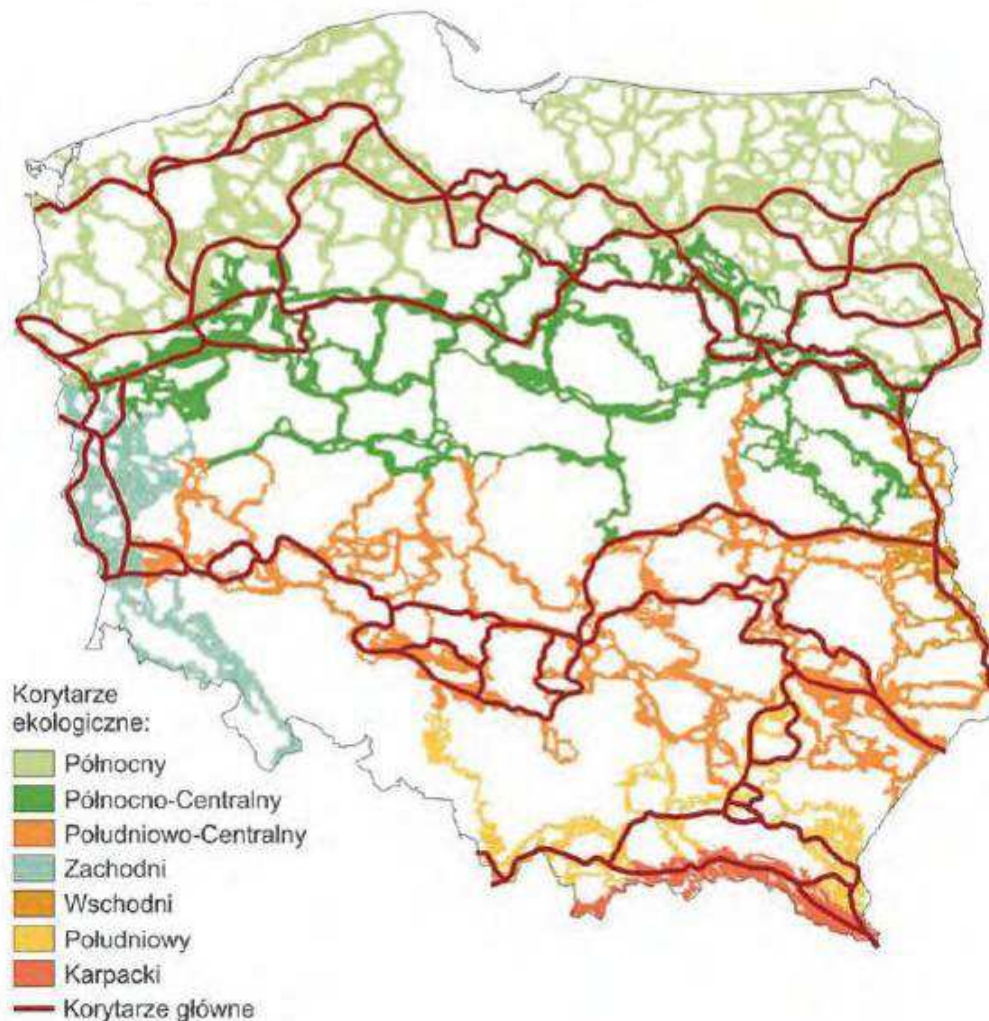 Korytarze
ekologiczne:
Północny
Północno-Centralny
Południowo-Centralny
Zachodni
Wschodni
Południowy
Karpacki
Korytarze główne